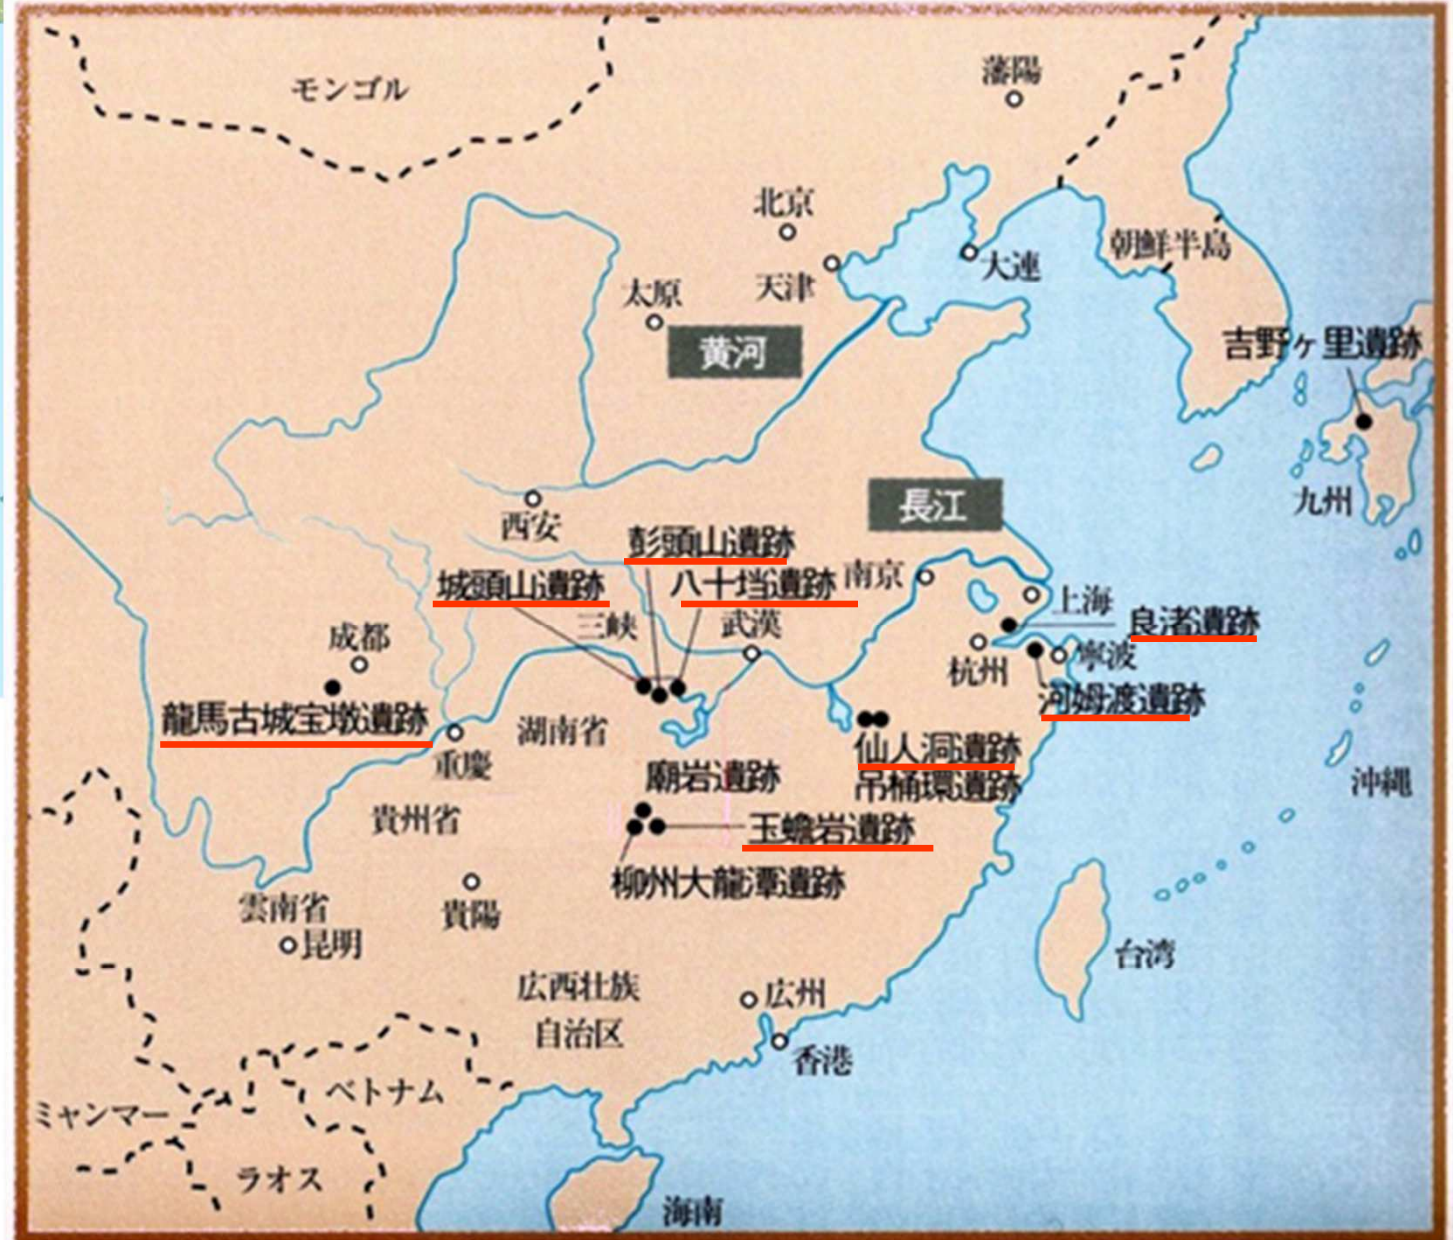 モンゴル
藩陽
北京
天津
大連
朝鮮半島
太原
黄河
吉野ヶ里遺跡
九州
西安
長江
彭頭山遺跡
城頭山遺跡
八十垱遺跡
南京
上海
三峡
武漢
良渚遺跡
成都
杭州
寧波
河姆渡遺跡
龍馬古城宝墩遺跡
湖南省
重慶
仙人洞遺跡
吊桶環遺跡
廟岩遺跡
沖縄
貴州省
玉蟾岩遺跡
柳州大龍潭遺跡
雲南省
昆明
貴陽
台湾
広西壮族
自治区
広州
香港
ベトナム
ミャンマー
ラオス
海南